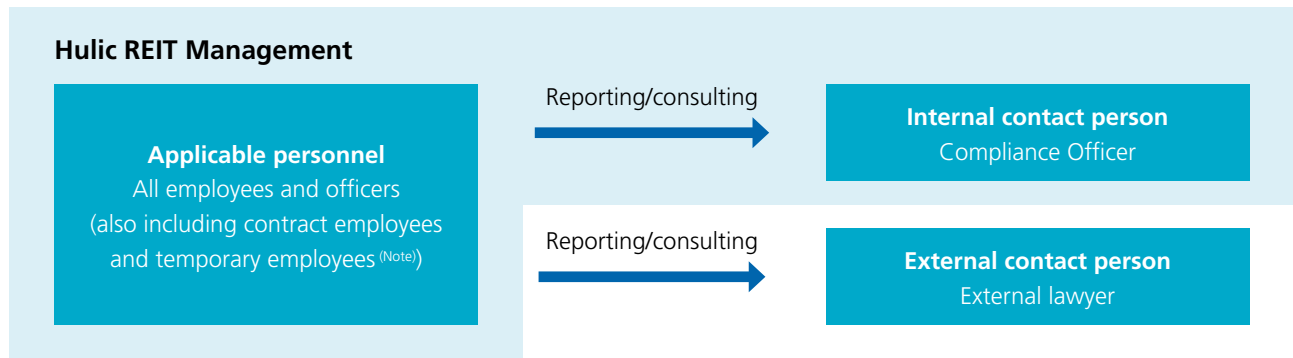 Hulic REIT Management
Applicable personnel
All employees and officers
(also including contract employees
and temporary employees (Note))
Reporting/consulting
Internal contact person
Compliance Officer
Reporting/consulting
External contact person
External lawyer